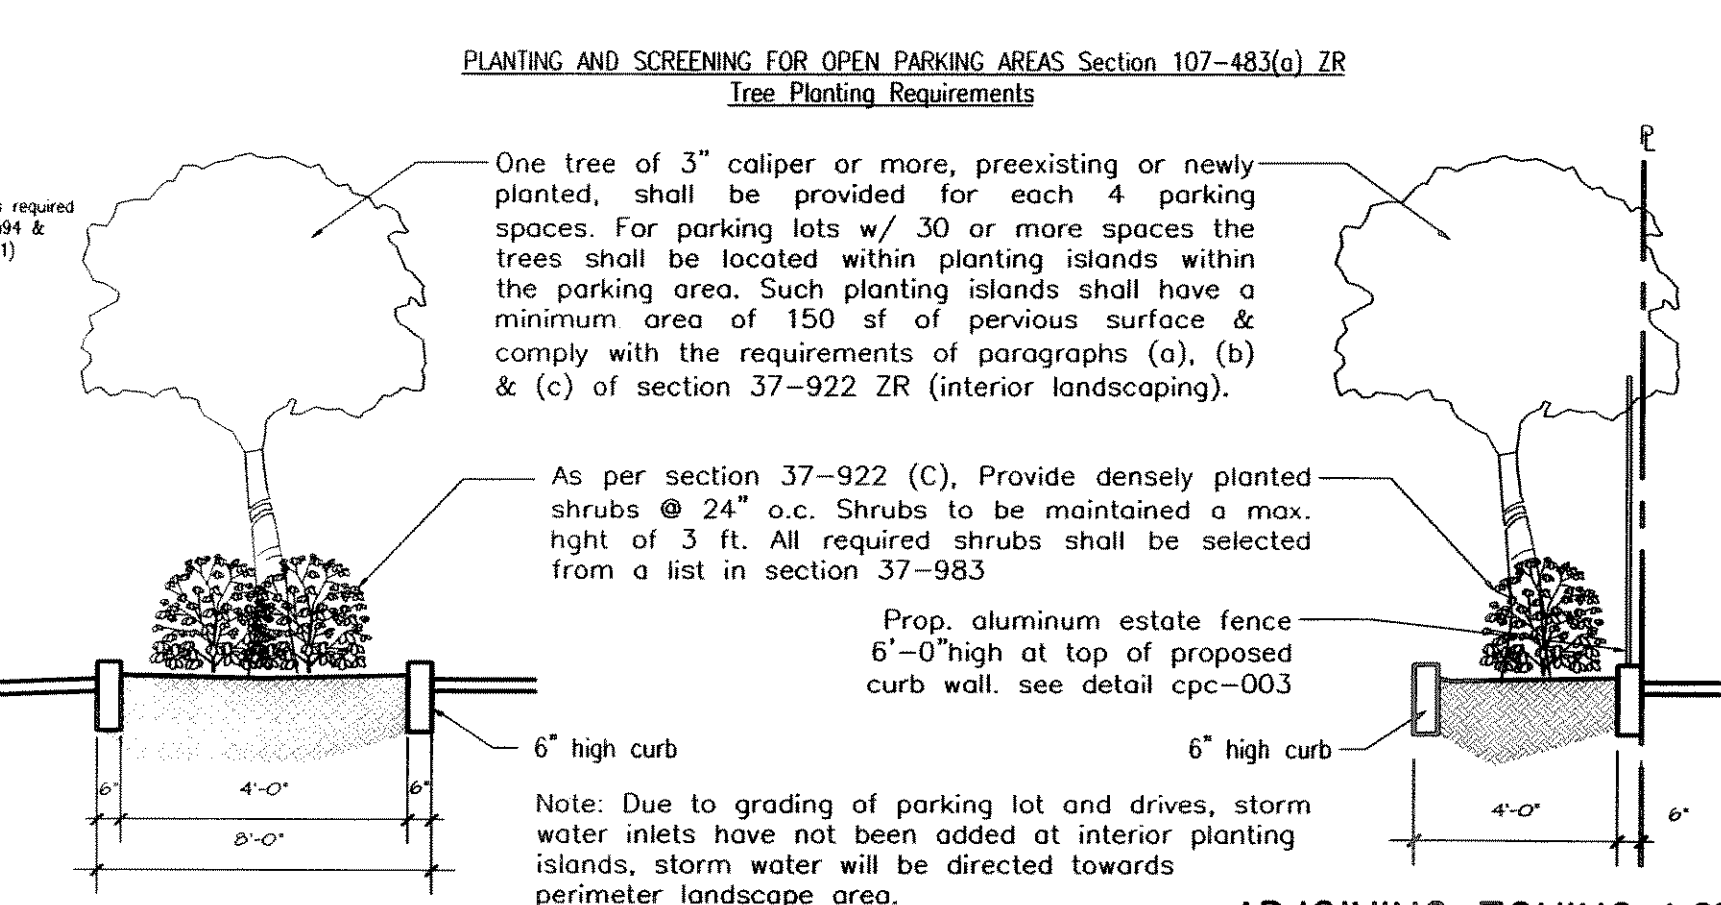 PLANTING AND SCREENING FOR OPEN PARKING AREAS Section 107-483(a) ZR
Tree Planting Requirements
℄
One tree of 3" caliper or more, preexisting or newly
planted, shall be provided for each 4 parking
spaces. For parking lots w/ 30 or more spaces the
trees shall be located within planting islands within
the parking area. Such planting islands shall have a
minimum area of 150 sf of pervious surface &
comply with the requirements of paragraphs (a), (b)
& (c) of section 37-922 ZR (interior landscaping).
required
94 &
1)
As per section 37-922 (C), Provide densely planted
shrubs @ 24" o.c. Shrubs to be maintained a max.
hght of 3 ft. All required shrubs shall be selected
from a list in section 37-983
Prop. aluminum estate fence
6'-0"high at top of proposed
curb wall. see detail cpc-003
6" high curb
6" high curb
6" 4'-0" 6"
8'-0"
4'-0" 6"
Note: Due to grading of parking lot and drives, storm
water inlets have not been added at interior planting
islands, storm water will be directed towards
perimeter landscape area.